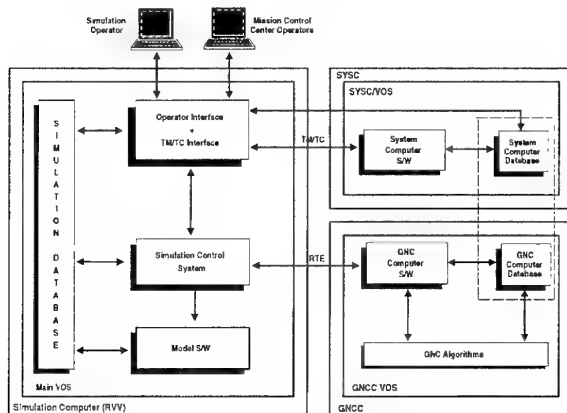 Simulation
Operator
Mission Control
Center Operators
SYSC
SYSC/VOS
SIMULATION DATABASE
Operator Interface
+
TM/TC Interface
TM/TC
System
Computer
S/W
System
Computer
Database
Simulation Control
System
RTE
GNC
Computer
S/W
GNC
Computer
Database
Model S/W
GNC Algorithms
Main VOS
GNCC VOS
Simulation Computer (RVV)
GNCC